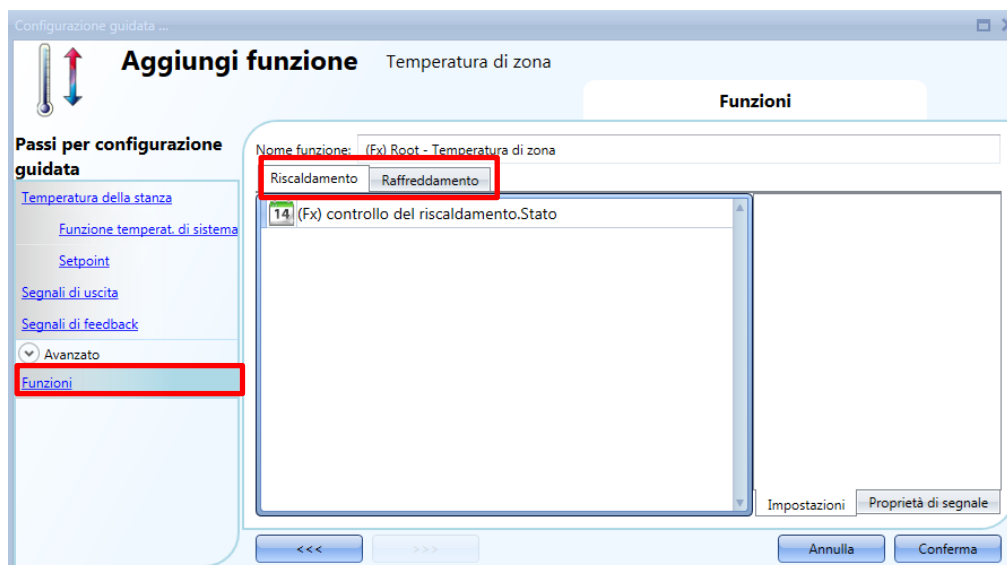 Configurazione guidata ...
Aggiungi funzione Temperatura di zona
Funzioni
Passi per configurazione
guidata
Temperatura della stanza
Funzione temperat. di sistema
Setpoint
Segnali di uscita
Segnali di feedback
Avanzato
Funzioni
Nome funzione: (Fx) Root - Temperatura di zona
Riscaldamento Raffreddamento
14 (Fx) controllo del riscaldamento.Stato
Impostazioni Proprietà di segnale
<<< >>> Annulla Conferma